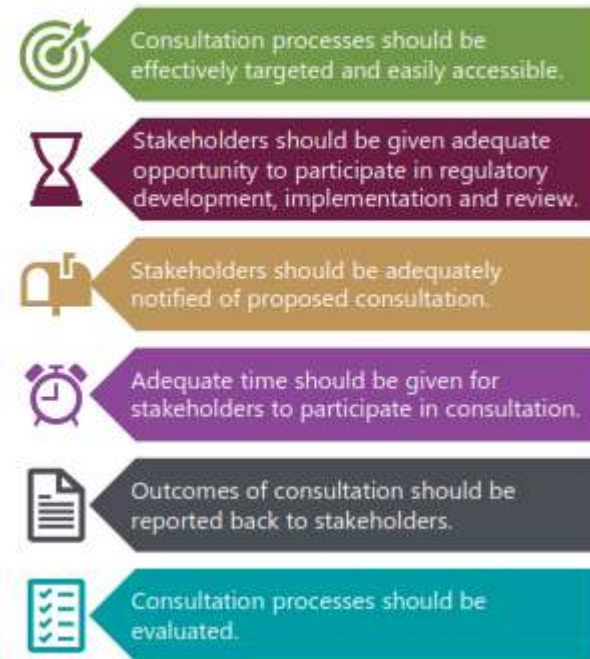 Consultation processes should be
effectively targeted and easily accessible.
Stakeholders should be given adequate
opportunity to participate in regulatory
development, implementation and review.
Stakeholders should be adequately
notified of proposed consultation.
Adequate time should be given for
stakeholders to participate in consultation.
Outcomes of consultation should be
reported back to stakeholders.
Consultation processes should be
evaluated.